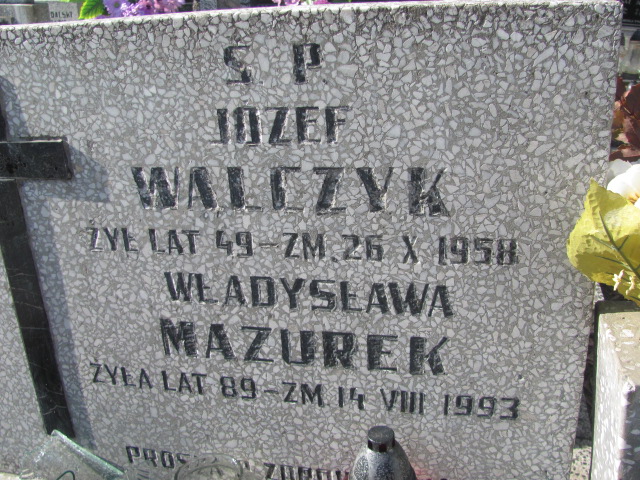 Ś P.
JÓZEF
WALCZYK
ŻYŁ LAT 49-ZM. 26 X 1958
WŁADYSŁAWA
MAZUREK
ŻYŁA LAT 89-ZM 14 VIII 1993